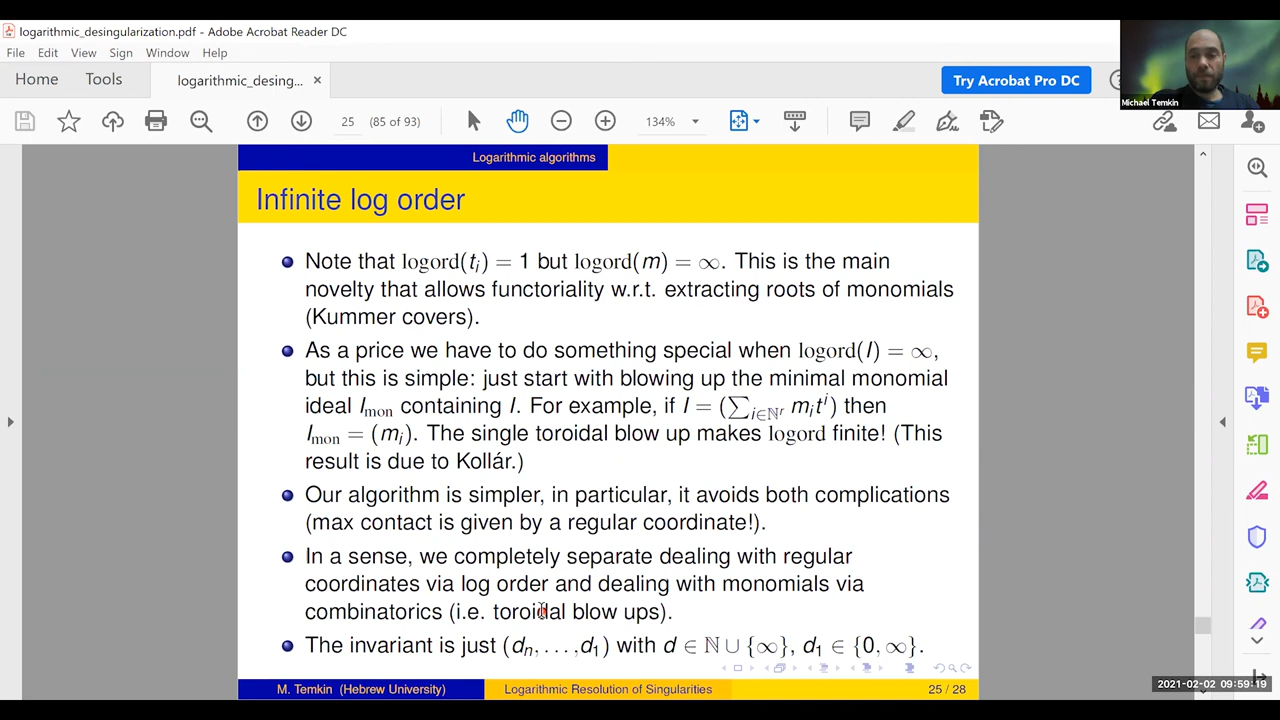 logarithmic_desingularization.pdf - Adobe Acrobat Reader DC
File Edit View Sign Window Help
Home Tools logarithmic_desing... × Try Acrobat Pro DC
Michael Temkin
25 (85 of 93) 134%
Logarithmic algorithms
Infinite log order
Note that logord(tᵢ) = 1 but logord(m) = ∞. This is the main
novelty that allows functoriality w.r.t. extracting roots of monomials
(Kummer covers).
As a price we have to do something special when logord(I) = ∞,
but this is simple: just start with blowing up the minimal monomial
ideal I_mon containing I. For example, if I = (∑_{i∈ℕ^r} mᵢtⁱ) then
I_mon = (mᵢ). The single toroidal blow up makes logord finite! (This
result is due to Kollár.)
Our algorithm is simpler, in particular, it avoids both complications
(max contact is given by a regular coordinate!).
In a sense, we completely separate dealing with regular
coordinates via log order and dealing with monomials via
combinatorics (i.e. toroidal blow ups).
The invariant is just (dₙ, . . . ,d₁) with d ∈ ℕ ∪ {∞}, d₁ ∈ {0, ∞}.
M. Temkin (Hebrew University) Logarithmic Resolution of Singularities 25 / 28
2021-02-02 09:59:19